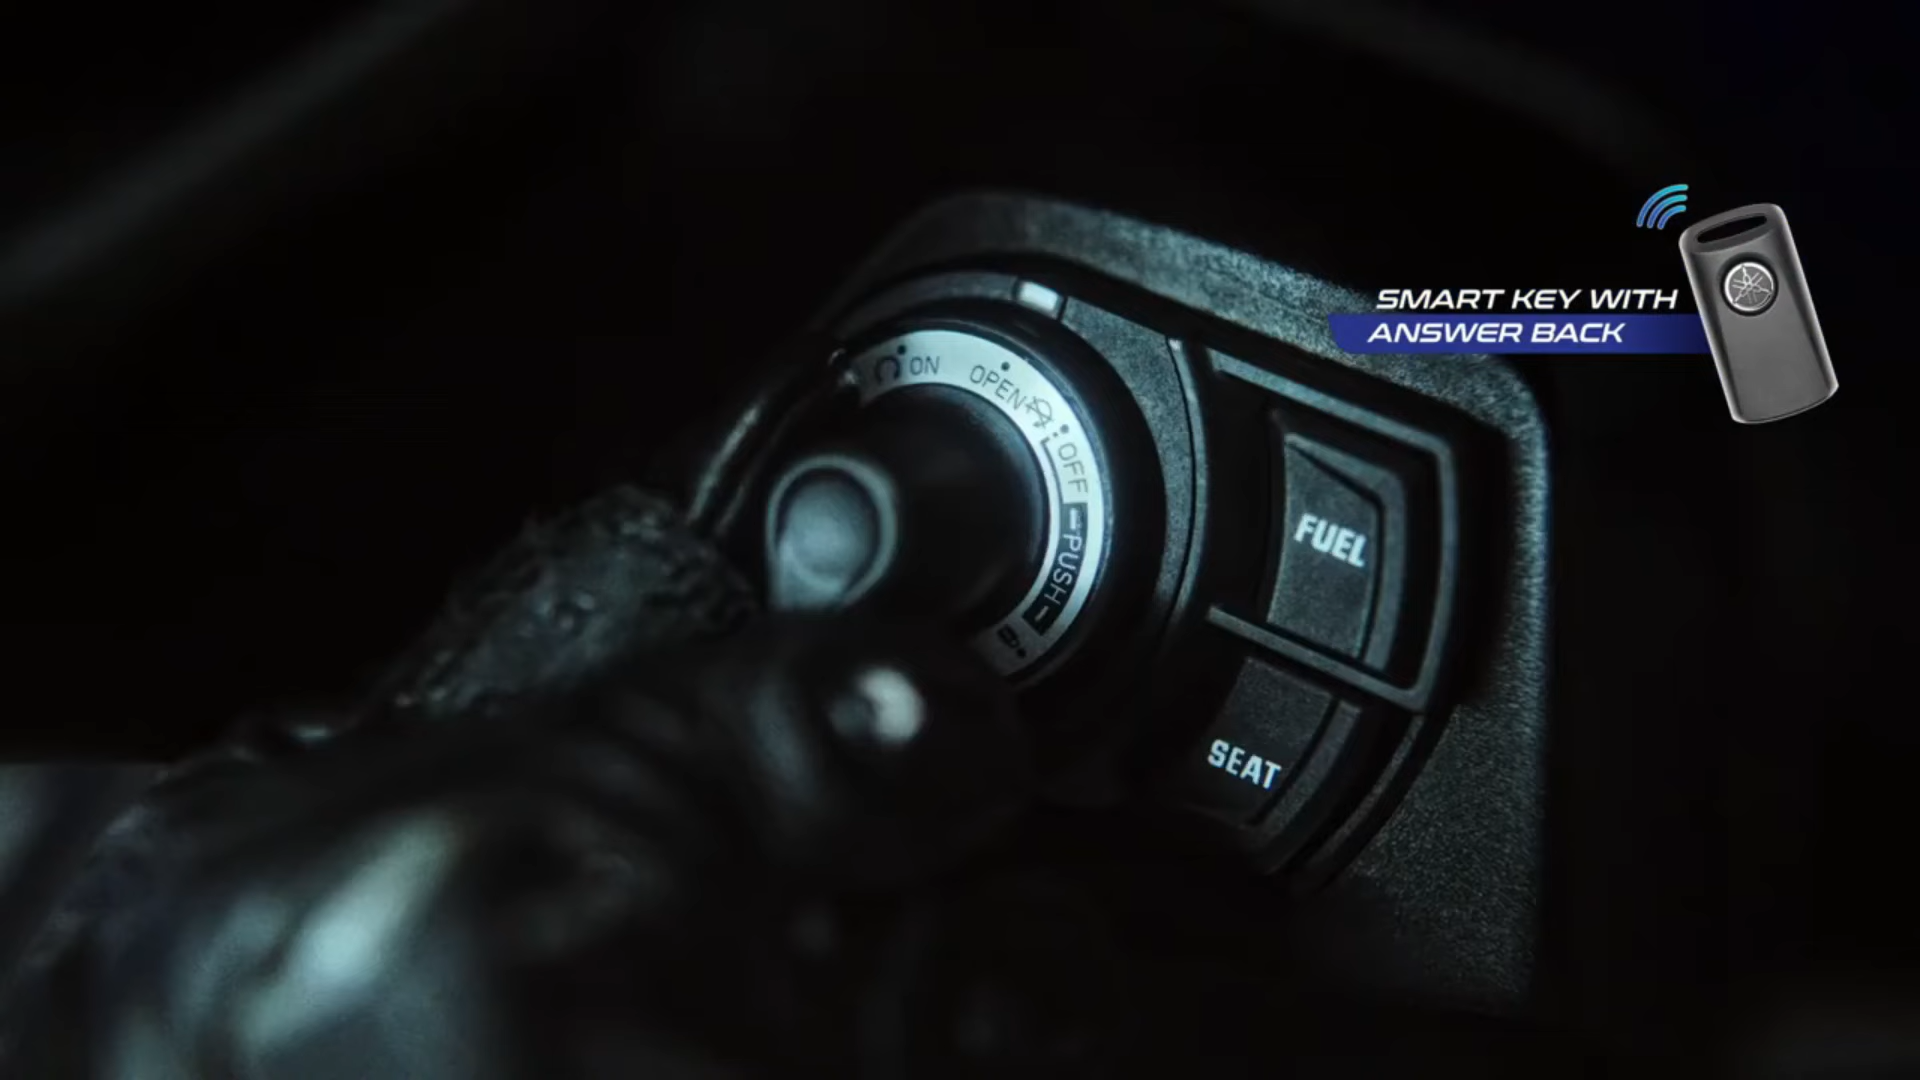 SMART KEY WITH
ANSWER BACK
ON
OPEN
OFF
PUSH
FUEL
SEAT